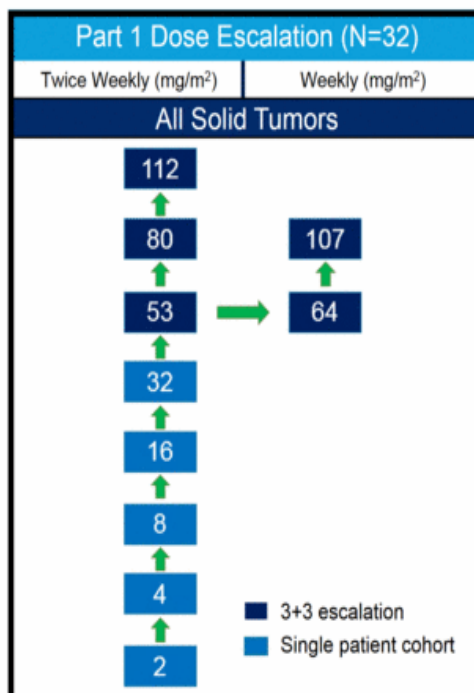 Part 1 Dose Escalation (N=32)
Twice Weekly (mg/m²) Weekly (mg/m²)
All Solid Tumors
112
80 107
53 64
32
16
8
4
2
3+3 escalation
Single patient cohort